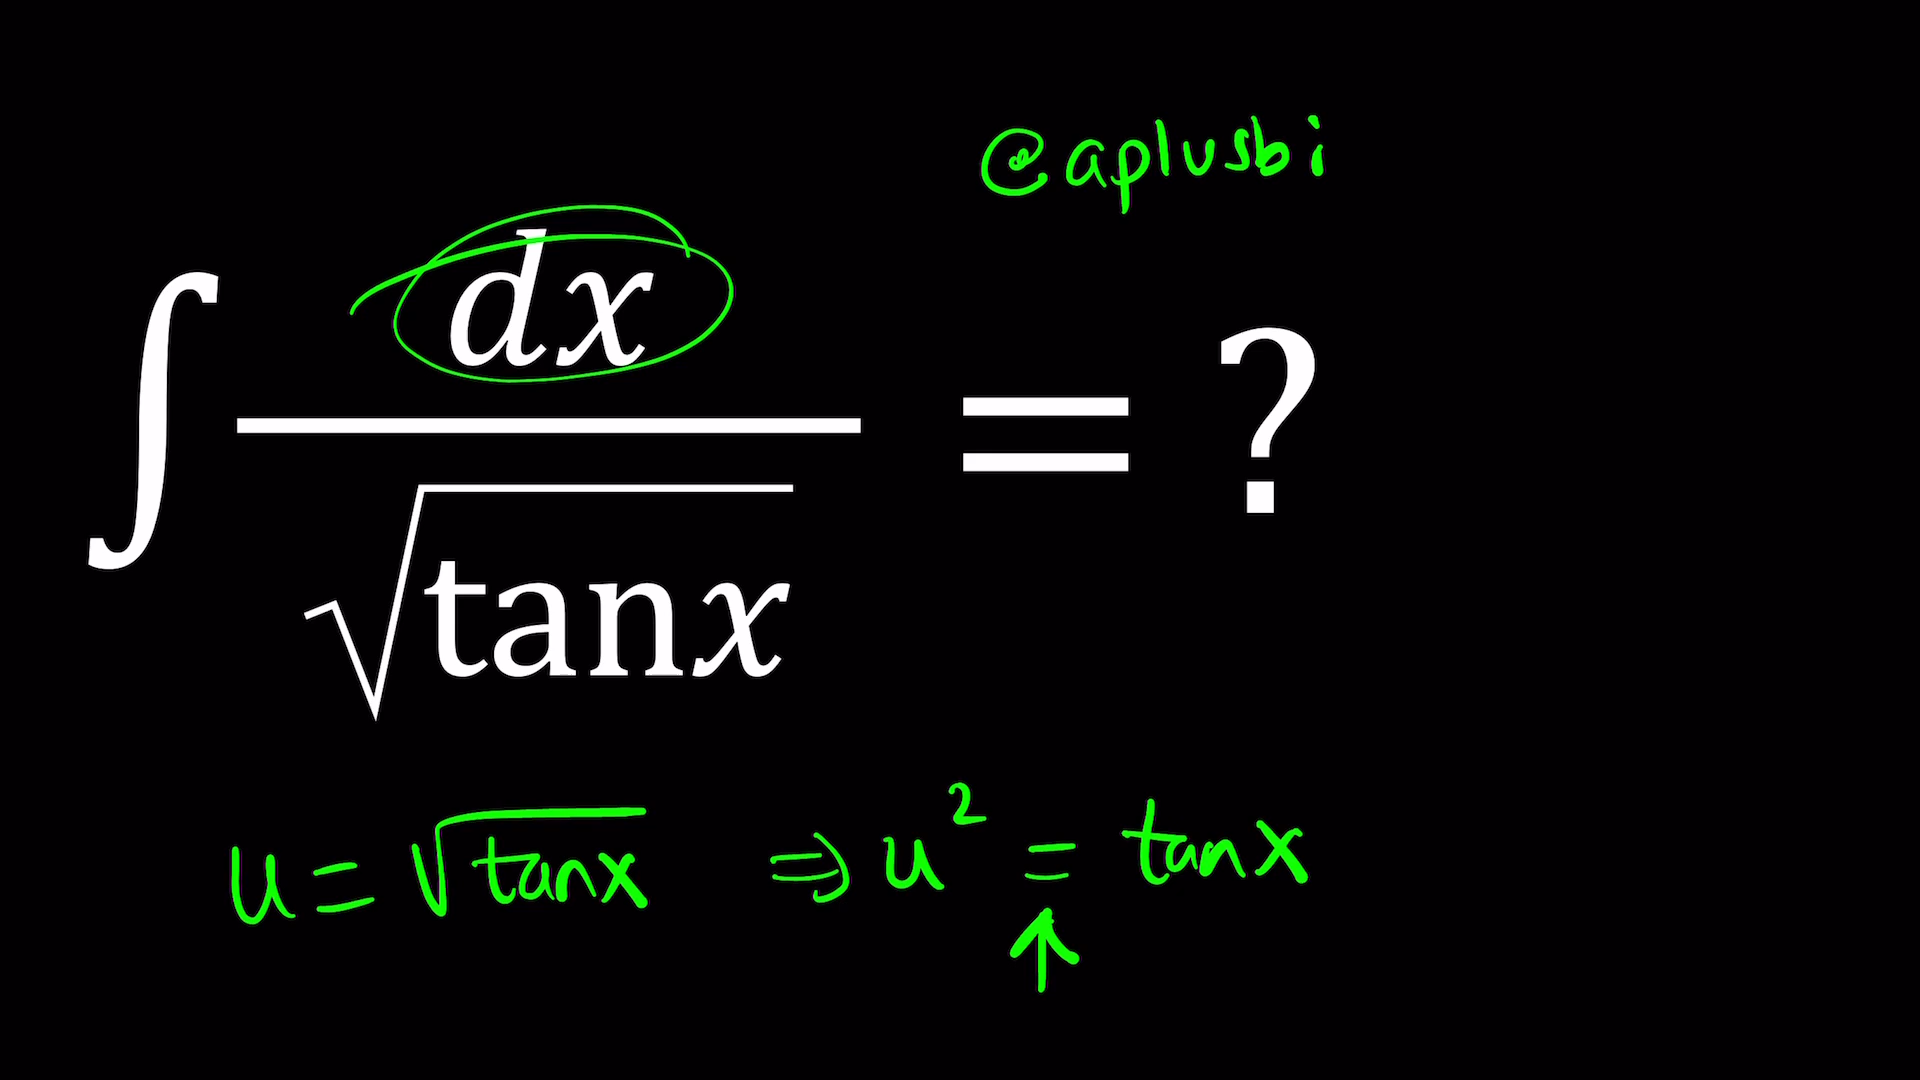 @aplusbi
∫ dx / √tanx = ?
u = √tanx ⇒ u² = tanx
↑